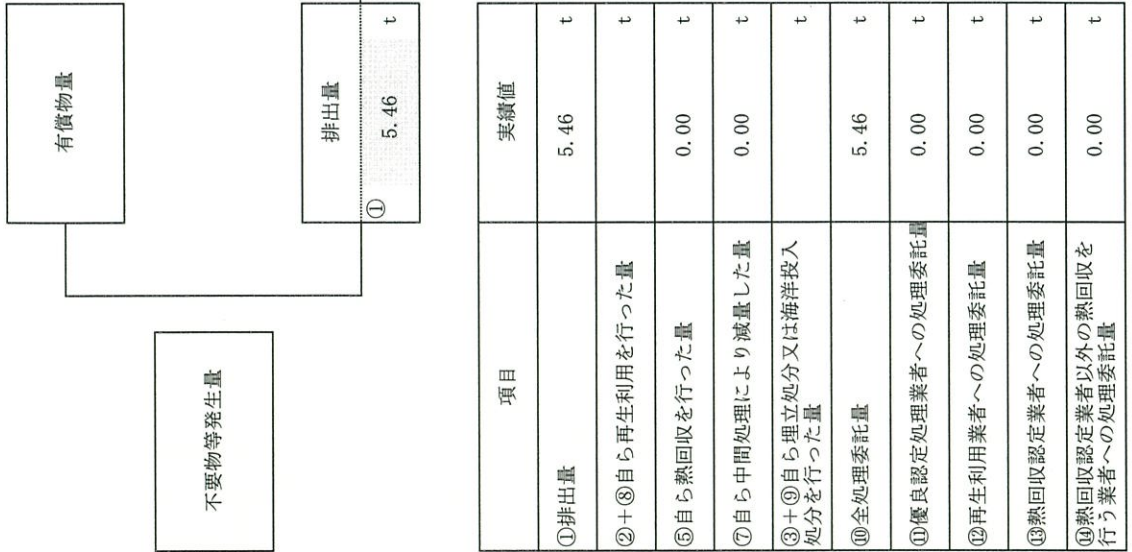 不要物等発生量
有償物量
排出量
① 5.46 t
項目 実績値
①排出量 5.46 t
②+⑧自ら再生利用を行った量 t
⑤自ら熱回収を行った量 0.00 t
⑦自ら中間処理により減量した量 0.00 t
③+⑨自ら埋立処分又は海洋投入
処分を行った量 t
⑩全処理委託量 5.46 t
⑪優良認定処理業者への処理委託量 0.00 t
⑫再生利用業者への処理委託量 0.00 t
⑬熱回収認定業者への処理委託量 0.00 t
⑭熱回収認定業者以外の熱回収を
行う業者への処理委託量 0.00 t